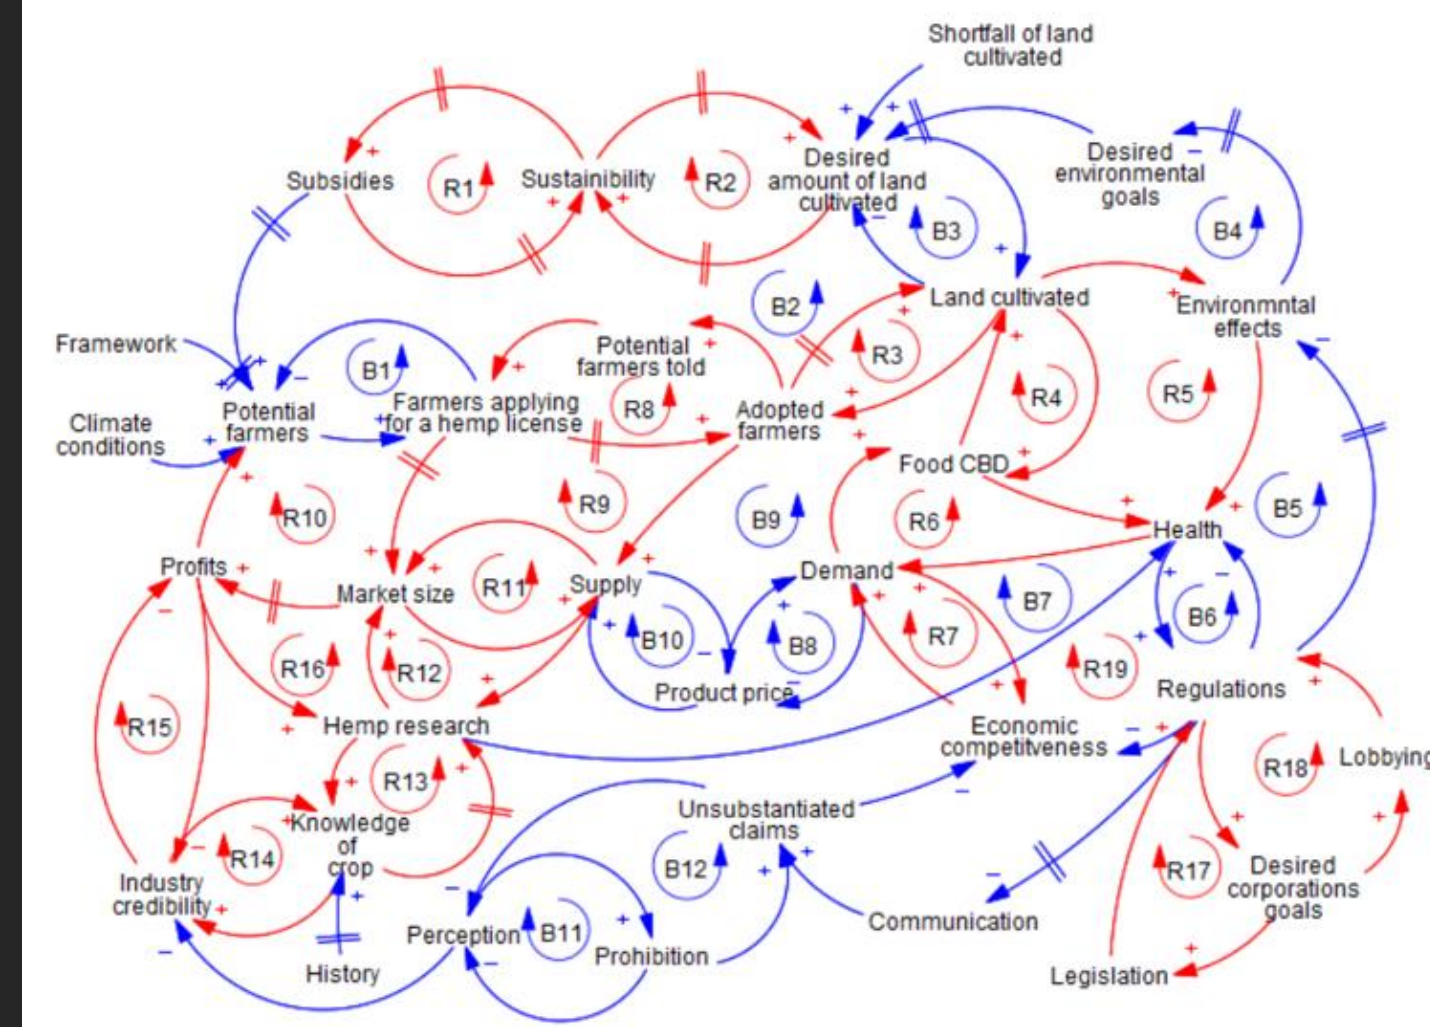 Shortfall of land
cultivated
Subsidies
R1
Sustainibility
R2
Desired
amount of land
cultivated
B3
Desired
environmental
goals
B4
B2
Land cultivated
Environmntal
effects
Framework
B1
Potential
farmers told
R3
R4
R5
Climate
conditions
Potential
farmers
Farmers applying
for a hemp license
R8
Adopted
farmers
Food CBD
R10
R9
B9
R6
Health
B5
Profits
Market size
R11
Supply
Demand
B7
B6
R16
R12
B10
B8
R7
R19
Product price
Regulations
R15
Hemp research
Economic
competitveness
R18
Lobbying
R13
Unsubstantiated
claims
Knowledge
of
crop
R14
B12
R17
Desired
corporations
goals
Industry
credibility
Perception
B11
Prohibition
Communication
History
Legislation